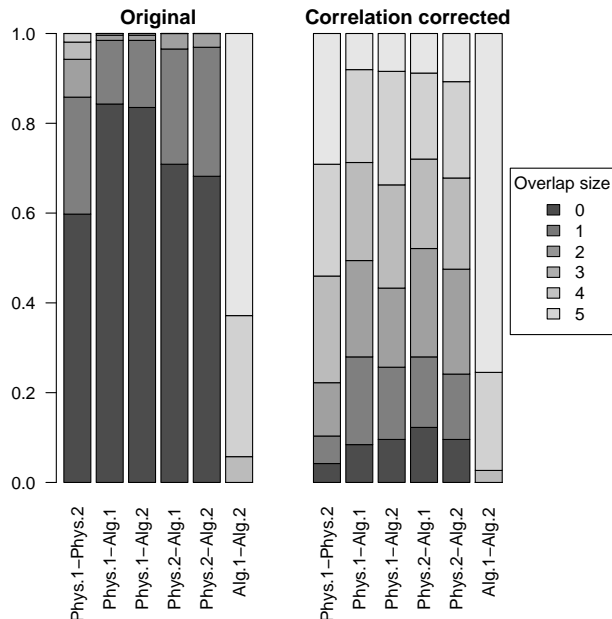 Original
Correlation corrected
1.0
0.8
0.6
0.4
0.2
0.0
Overlap size
0
1
2
3
4
5
Phys.1−Phys.2
Phys.1−Alg.1
Phys.1−Alg.2
Phys.2−Alg.1
Phys.2−Alg.2
Alg.1−Alg.2
Phys.1−Phys.2
Phys.1−Alg.1
Phys.1−Alg.2
Phys.2−Alg.1
Phys.2−Alg.2
Alg.1−Alg.2